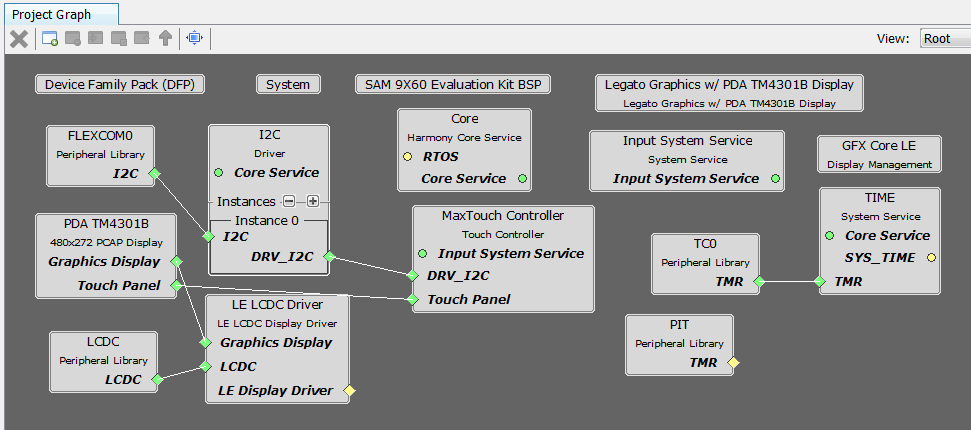 Project Graph
View:
Root
Device Family Pack (DFP)
System
SAM 9X60 Evaluation Kit BSP
Legato Graphics w/ PDA TM4301B Display
Legato Graphics w/ PDA TM4301B Display
FLEXCOM0
Peripheral Library
I2C
I2C
Driver
Core Service
Instances
Instance 0
I2C
DRV_I2C
Core
Harmony Core Service
RTOS
Core Service
Input System Service
System Service
Input System Service
GFX Core LE
Display Management
PDA TM4301B
480x272 PCAP Display
Graphics Display
Touch Panel
MaxTouch Controller
Touch Controller
Input System Service
DRV_I2C
Touch Panel
TC0
Peripheral Library
TMR
TIME
System Service
Core Service
SYS_TIME
TMR
LCDC
Peripheral Library
LCDC
LE LCDC Driver
LE LCDC Display Driver
Graphics Display
LCDC
LE Display Driver
PIT
Peripheral Library
TMR